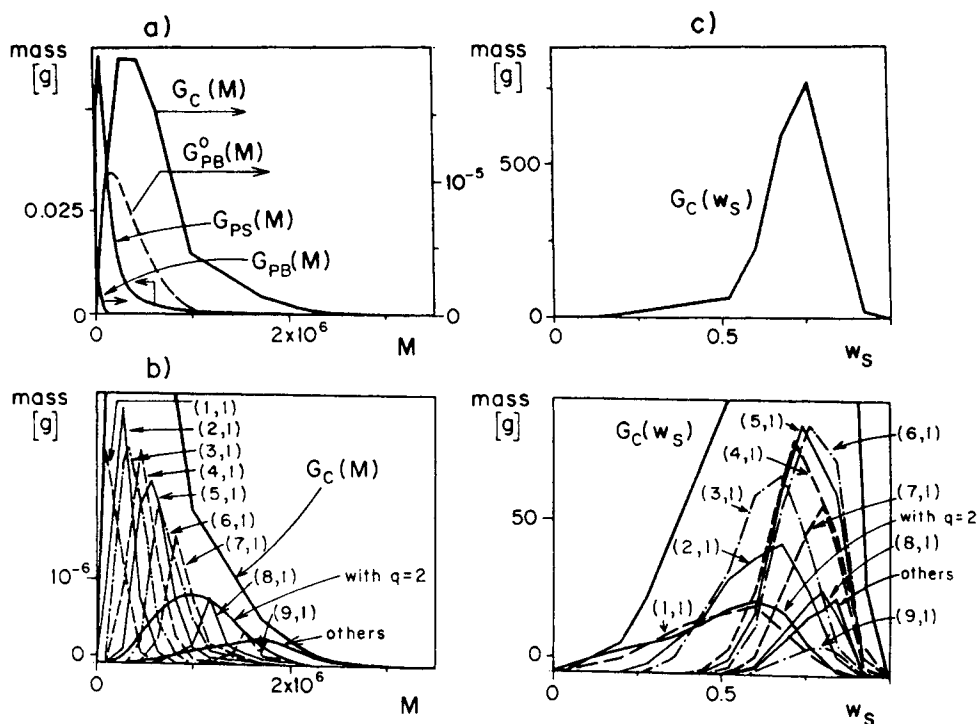 a)
mass
[g]
G_C(M)
G^0_PB(M)
10^-5
0.025
G_PS(M)
G_PB(M)
0
0
2x10^6
M
c)
mass
[g]
500
G_C(w_S)
0
0
0.5
w_S
b)
mass
[g]
(1,1)
(2,1)
(3,1)
(4,1)
(5,1)
(6,1)
(7,1)
G_C(M)
10^-6
(8,1)
with q=2
(9,1)
others
0
0
2x10^6
M
mass
[g]
G_C(w_S)
(5,1)
(6,1)
(4,1)
(3,1)
(7,1)
with q=2
50
(2,1)
(8,1)
others
(1,1)
(9,1)
0
0
0.5
w_S